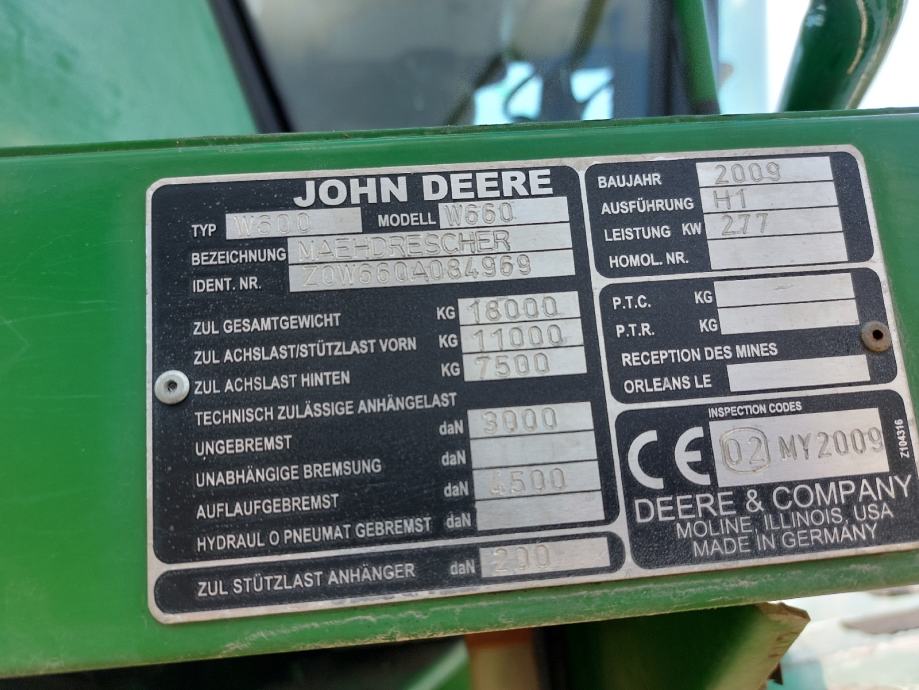 JOHN DEERE
TYP W600 MODELL W660
BEZEICHNUNG MAEHDRESCHER
IDENT. NR. Z0W660A084969
ZUL GESAMTGEWICHT KG 18000
ZUL ACHSLAST/STÜTZLAST VORN KG 11000
ZUL ACHSLAST HINTEN KG 7500
TECHNISCH ZULÄSSIGE ANHÄNGELAST
UNGEBREMST daN 3000
UNABHÄNGIGE BREMSUNG daN
AUFLAUFGEBREMST daN 4500
HYDRAUL O PNEUMAT GEBREMST daN
ZUL STÜTZLAST ANHÄNGER daN 200
BAUJAHR 2009
AUSFÜHRUNG H1
LEISTUNG KW 277
HOMOL. NR.
P.T.C. KG
P.T.R. KG
RECEPTION DES MINES
ORLEANS LE
INSPECTION CODES
CE 02 MY2009
DEERE & COMPANY
MOLINE, ILLINOIS, USA
MADE IN GERMANY
Z104316